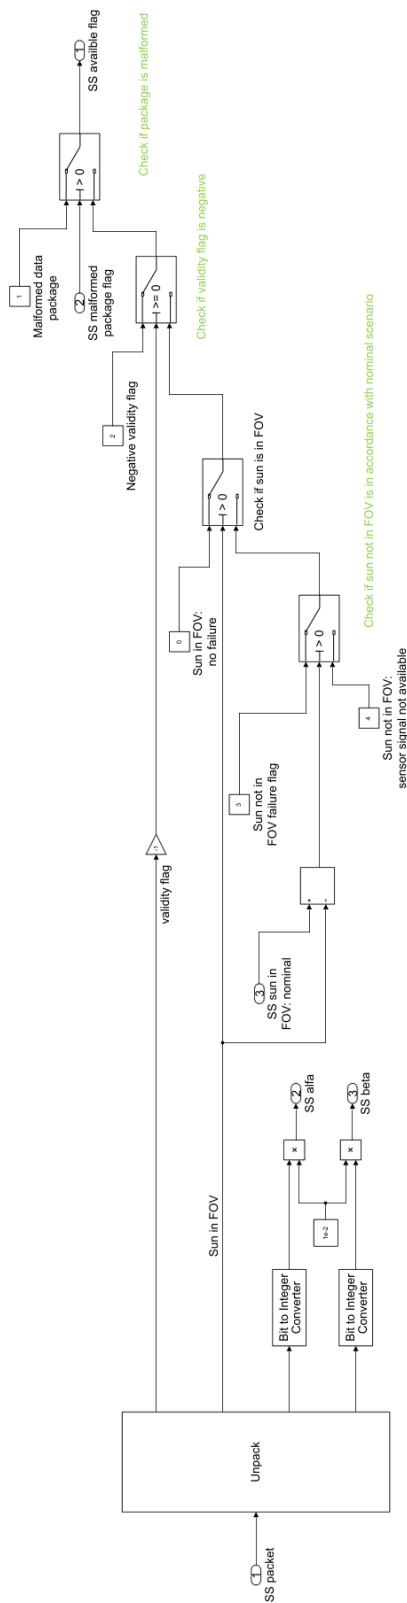 1
SS availble flag
> 0
1
Malformed data
package
2
SS malformed
package flag
Check if package is malformed
>= 0
2
Negative validity flag
Check if validity flag is negative
-1
validity flag
> 0
Check if sun is in FOV
0
Sun in FOV:
no failure
> 0
3
Sun not in
FOV failure flag
4
Sun not in FOV:
sensor signal not available
Check if sun not in FOV is in accordance with nominal scenario
+
-
3
SS sun in
FOV: nominal
Sun in FOV
2
SS alfa
3
SS beta
×
×
1e-2
Bit to Integer
Converter
Bit to Integer
Converter
Unpack
1
SS packet